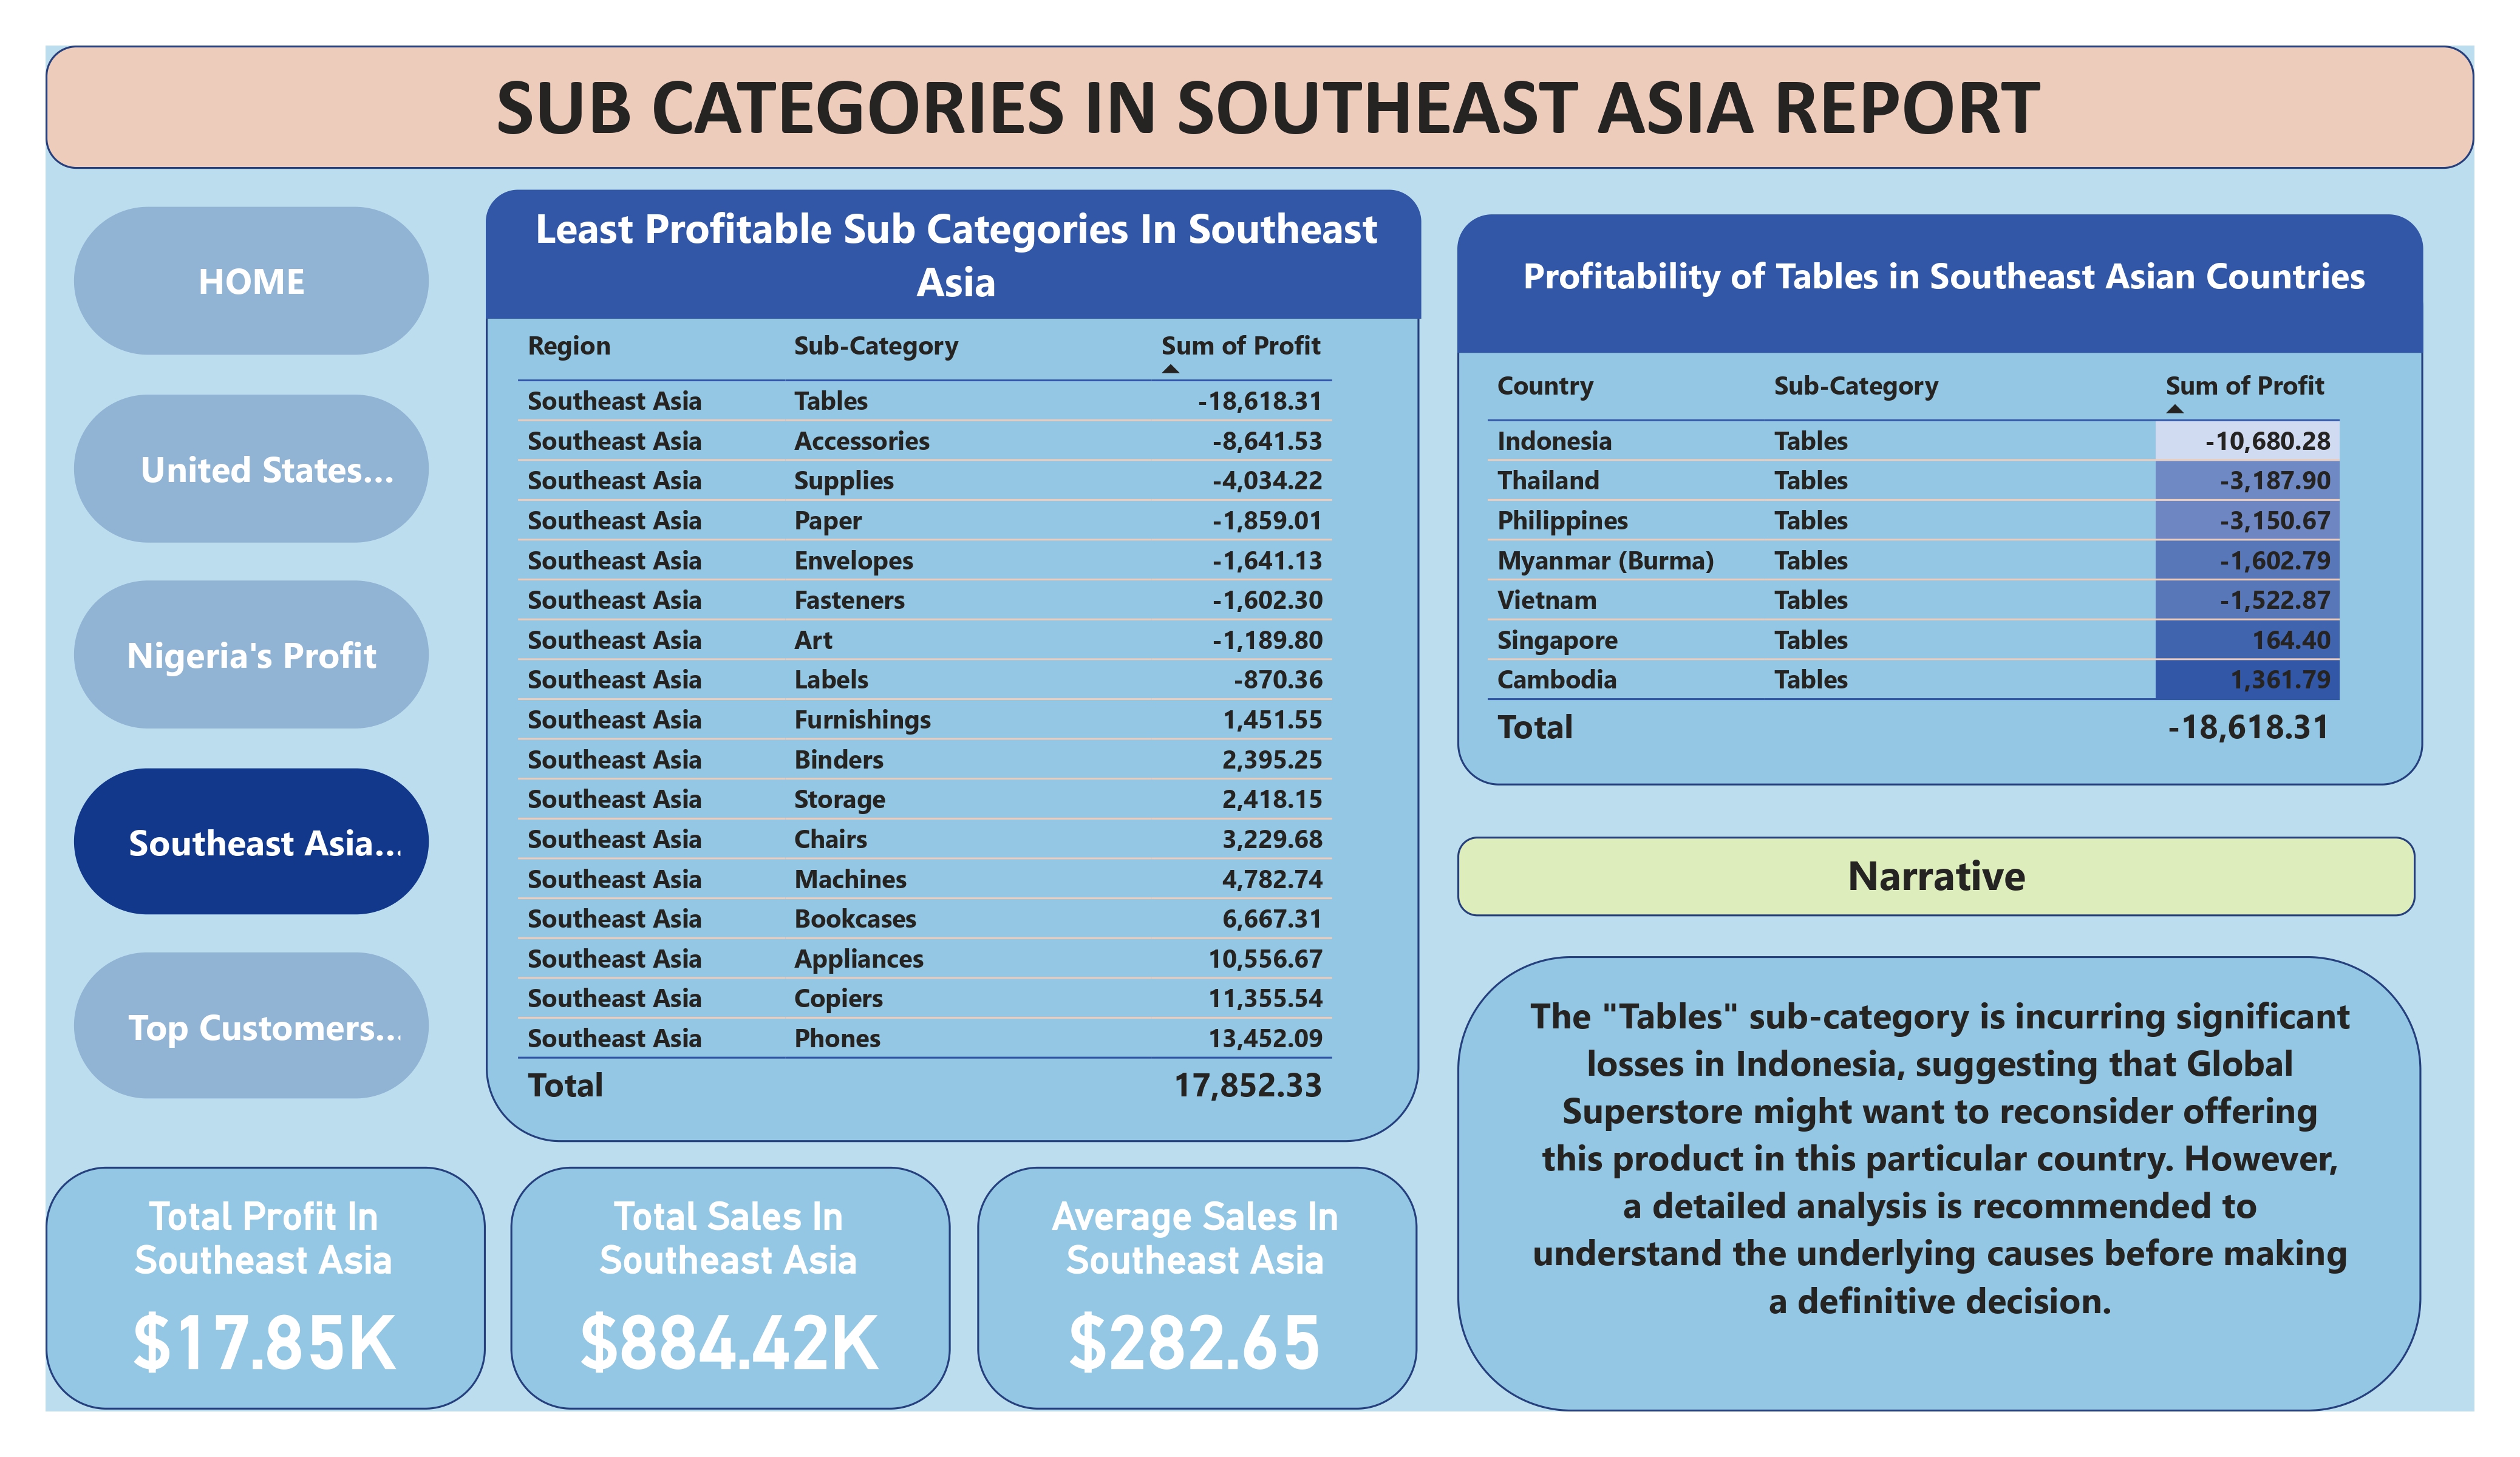 SUB CATEGORIES IN SOUTHEAST ASIA REPORT
HOME
United States...
Nigeria's Profit
Southeast Asia...
Top Customers...
Least Profitable Sub Categories In Southeast
Asia
Region Sub-Category Sum of Profit
Southeast Asia Tables -18,618.31
Southeast Asia Accessories -8,641.53
Southeast Asia Supplies -4,034.22
Southeast Asia Paper -1,859.01
Southeast Asia Envelopes -1,641.13
Southeast Asia Fasteners -1,602.30
Southeast Asia Art -1,189.80
Southeast Asia Labels -870.36
Southeast Asia Furnishings 1,451.55
Southeast Asia Binders 2,395.25
Southeast Asia Storage 2,418.15
Southeast Asia Chairs 3,229.68
Southeast Asia Machines 4,782.74
Southeast Asia Bookcases 6,667.31
Southeast Asia Appliances 10,556.67
Southeast Asia Copiers 11,355.54
Southeast Asia Phones 13,452.09
Total 17,852.33
Profitability of Tables in Southeast Asian Countries
Country Sub-Category Sum of Profit
Indonesia Tables -10,680.28
Thailand Tables -3,187.90
Philippines Tables -3,150.67
Myanmar (Burma) Tables -1,602.79
Vietnam Tables -1,522.87
Singapore Tables 164.40
Cambodia Tables 1,361.79
Total -18,618.31
Narrative
The "Tables" sub-category is incurring significant
losses in Indonesia, suggesting that Global
Superstore might want to reconsider offering
this product in this particular country. However,
a detailed analysis is recommended to
understand the underlying causes before making
a definitive decision.
Total Profit In
Southeast Asia
$17.85K
Total Sales In
Southeast Asia
$884.42K
Average Sales In
Southeast Asia
$282.65